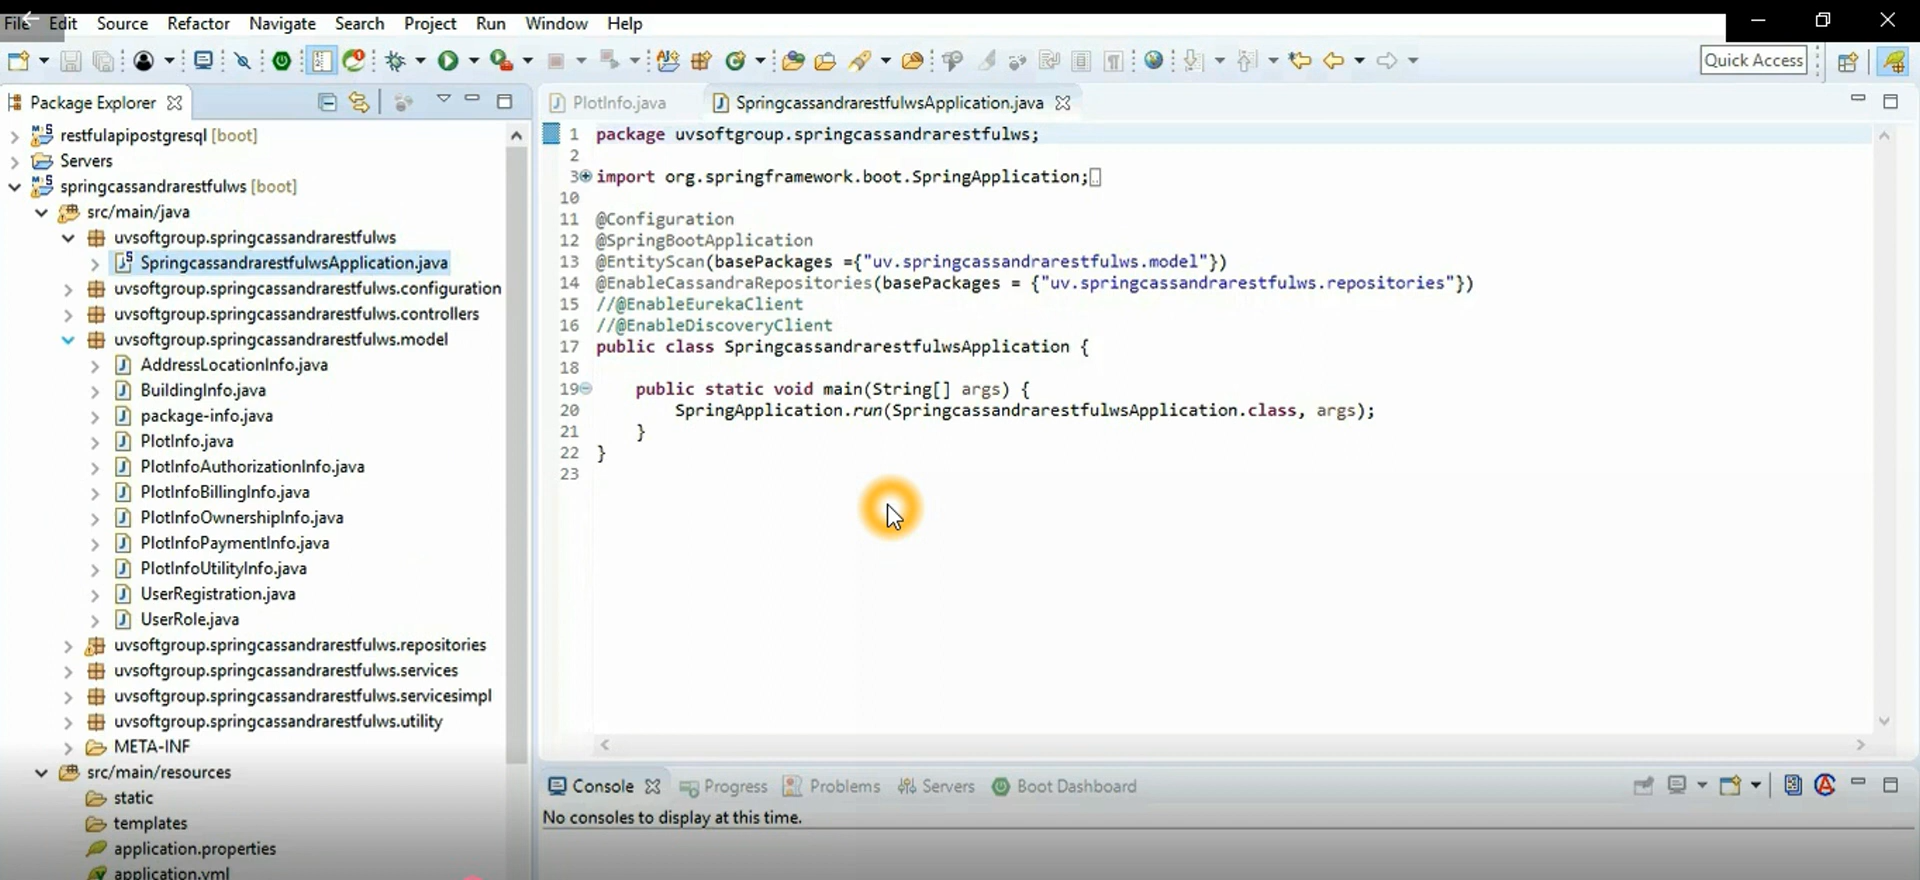 File Edit Source Refactor Navigate Search Project Run Window Help
Quick Access
Package Explorer
restfulapipostgresql [boot]
Servers
springcassandrarestfulws [boot]
src/main/java
uvsoftgroup.springcassandrarestfulws
SpringcassandrarestfulwsApplication.java
uvsoftgroup.springcassandrarestfulws.configuration
uvsoftgroup.springcassandrarestfulws.controllers
uvsoftgroup.springcassandrarestfulws.model
AddressLocationInfo.java
BuildingInfo.java
package-info.java
PlotInfo.java
PlotInfoAuthorizationInfo.java
PlotInfoBillingInfo.java
PlotInfoOwnershipInfo.java
PlotInfoPaymentInfo.java
PlotInfoUtilityInfo.java
UserRegistration.java
UserRole.java
uvsoftgroup.springcassandrarestfulws.repositories
uvsoftgroup.springcassandrarestfulws.services
uvsoftgroup.springcassandrarestfulws.servicesimpl
uvsoftgroup.springcassandrarestfulws.utility
META-INF
src/main/resources
static
templates
application.properties
application.yml
PlotInfo.java SpringcassandrarestfulwsApplication.java
1 package uvsoftgroup.springcassandrarestfulws;
2
3 import org.springframework.boot.SpringApplication;
10
11 @Configuration
12 @SpringBootApplication
13 @EntityScan(basePackages ={"uv.springcassandrarestfulws.model"})
14 @EnableCassandraRepositories(basePackages = {"uv.springcassandrarestfulws.repositories"})
15 //@EnableEurekaClient
16 //@EnableDiscoveryClient
17 public class SpringcassandrarestfulwsApplication {
18
19 public static void main(String[] args) {
20 SpringApplication.run(SpringcassandrarestfulwsApplication.class, args);
21 }
22 }
23
Console Progress Problems Servers Boot Dashboard
No consoles to display at this time.